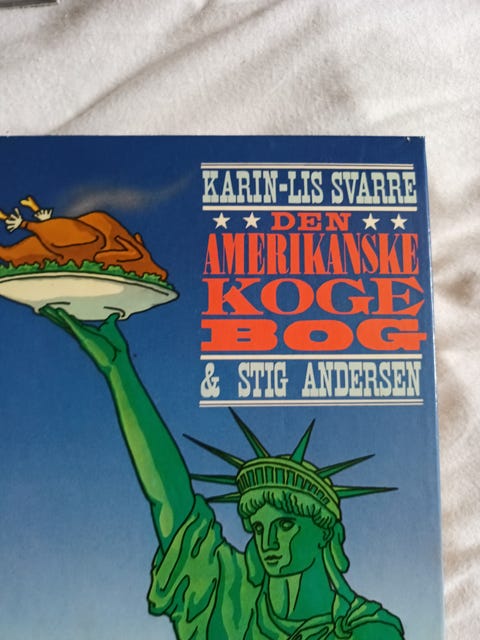 KARIN-LIS SVARRE
DEN
AMERIKANSKE
KOGE
BOG
& STIG ANDERSEN